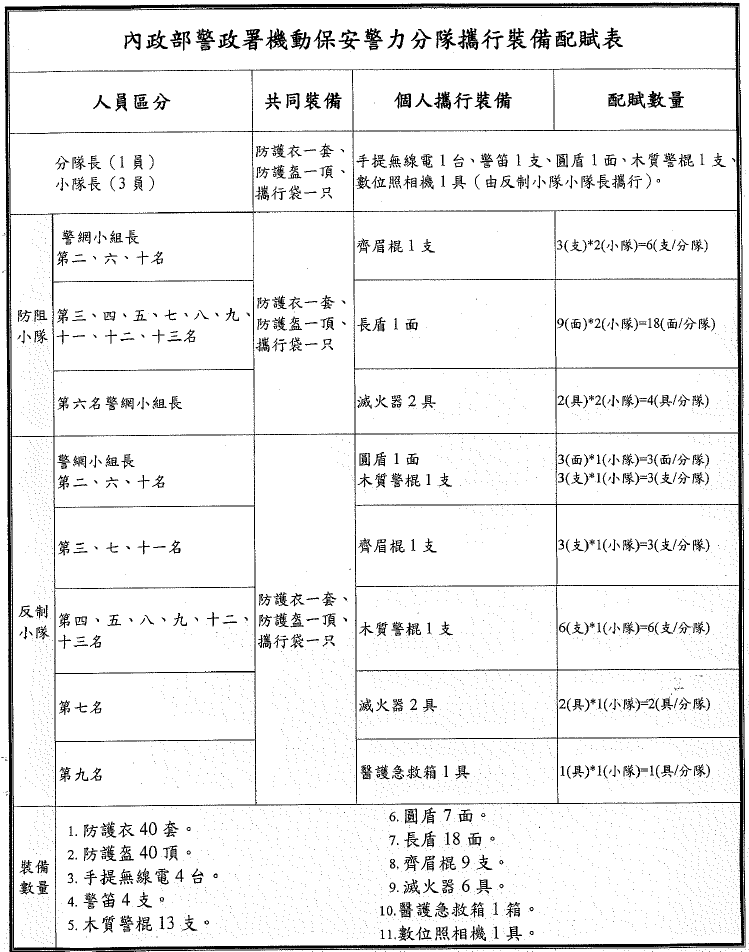 內政部警政署機動保安警力分隊攜行裝備配賦表
人員區分
共同裝備
個人攜行裝備
配賦數量
分隊長（1員）
小隊長（3員）
防護衣一套、
防護盔一頂、
攜行袋一只
手提無線電1台、警笛1支、圓盾1面、木質警棍1支、
數位照相機1具（由反制小隊小隊長攜行）。
防阻
小隊
警網小組長
第二、六、十名
防護衣一套、
防護盔一頂、
攜行袋一只
齊眉棍1支
3(支)*2(小隊)=6(支/分隊)
第三、四、五、七、八、九、
十一、十二、十三名
長盾1面
9(面)*2(小隊)=18(面/分隊)
第六名警網小組長
滅火器2具
2(具)*2(小隊)=4(具/分隊)
反制
小隊
警網小組長
第二、六、十名
防護衣一套、
防護盔一頂、
攜行袋一只
圓盾1面
木質警棍1支
3(面)*1(小隊)=3(面/分隊)
3(支)*1(小隊)=3(支/分隊)
第三、七、十一名
齊眉棍1支
3(支)*1(小隊)=3(支/分隊)
第四、五、八、九、十二、
十三名
木質警棍1支
6(支)*1(小隊)=6(支/分隊)
第七名
滅火器2具
2(具)*1(小隊)=2(具/分隊)
第九名
醫護急救箱1具
1(具)*1(小隊)=1(具/分隊)
裝備
數量
1. 防護衣40套。
2. 防護盔40頂。
3. 手提無線電4台。
4. 警笛4支。
5. 木質警棍13支。
6. 圓盾7面。
7. 長盾18面。
8. 齊眉棍9支。
9. 滅火器6具。
10.醫護急救箱1箱。
11.數位照相機1具。